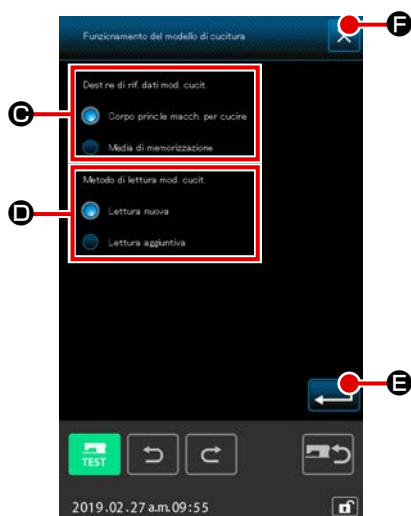 Funzionamento del modello di cucitura
F
Dest.re di rif. dati mod. cucit.
C
Corpo princle macch. per cucire
Media di memorizzazione
Metodo di lettura mod. cucit.
D
Lettura nuova
Lettura aggiuntiva
E
TEST
2019.02.27 a.m.09:55